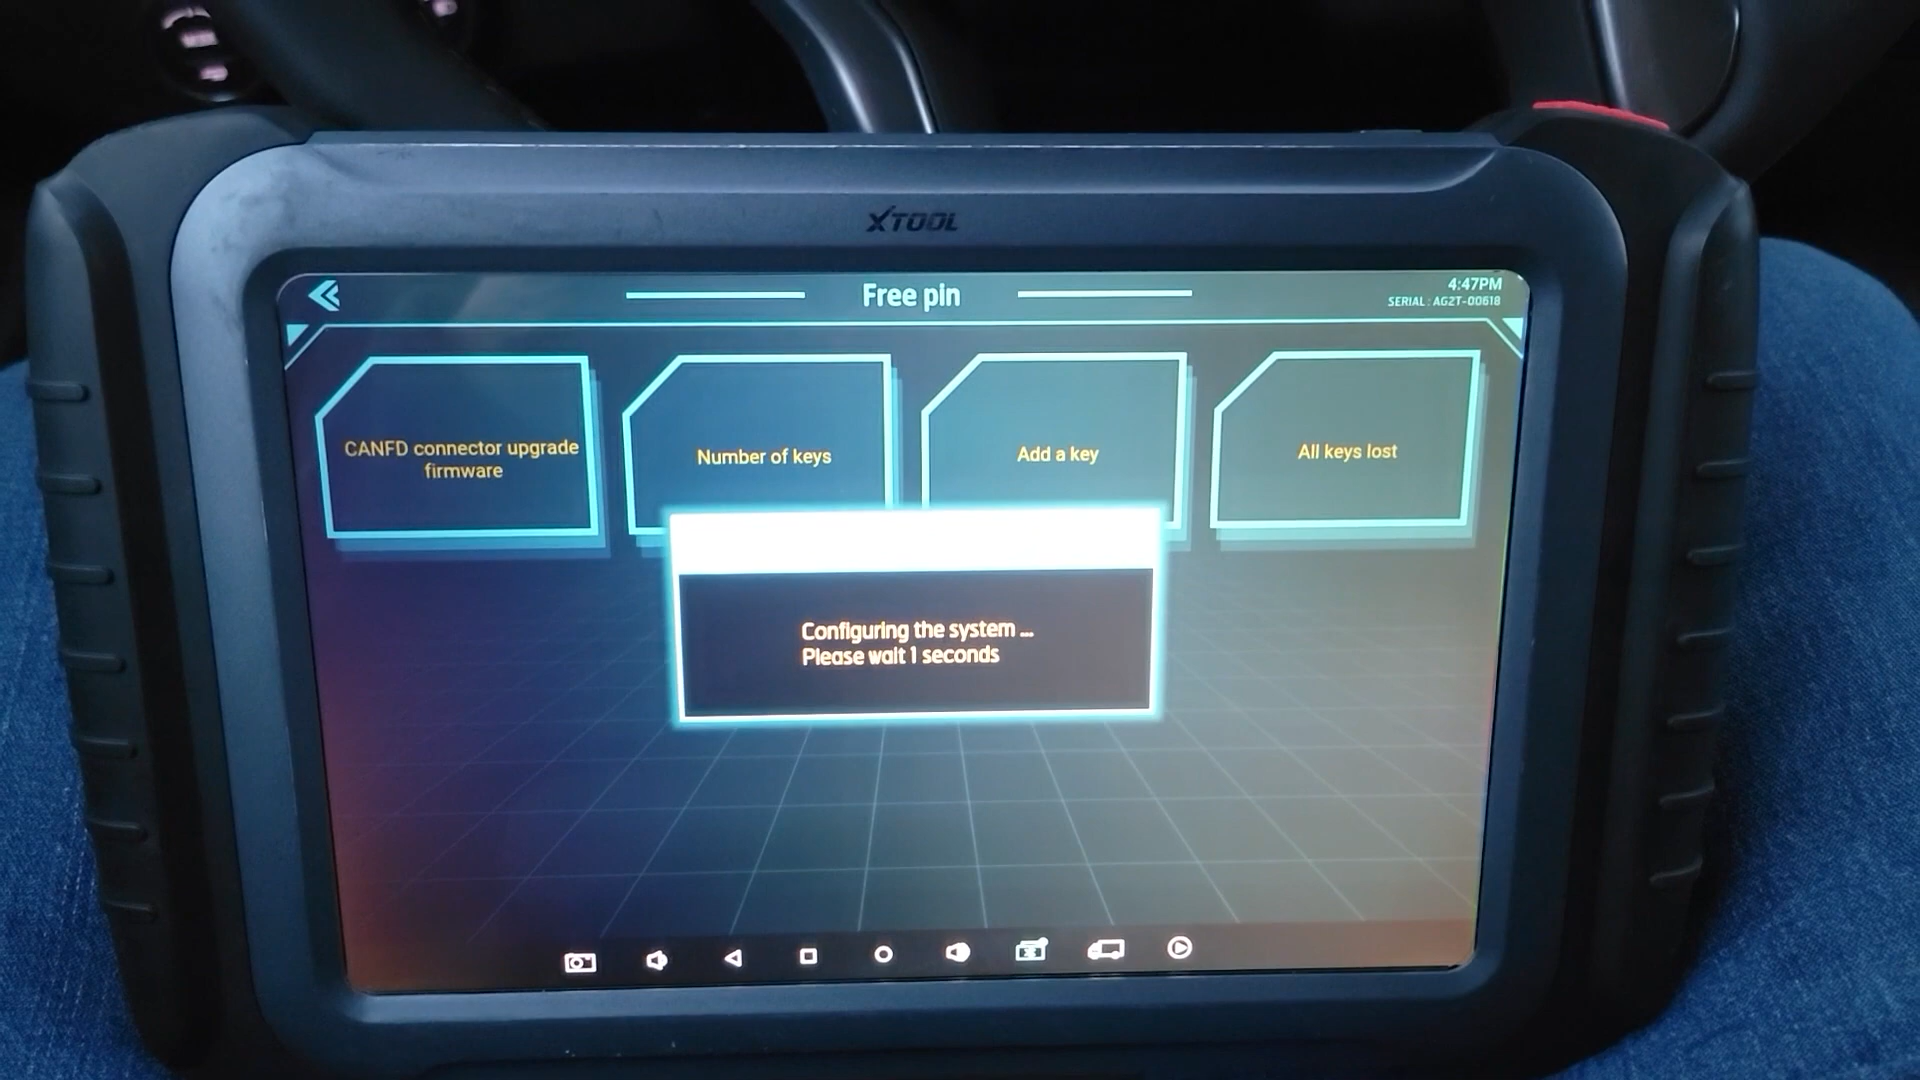 XTOOL
Free pin
4:47PM
SERIAL : AG2T-00618
CANFD connector upgrade
firmware
Number of keys
Add a key
All keys lost
Configuring the system ...
Please wait 1 seconds